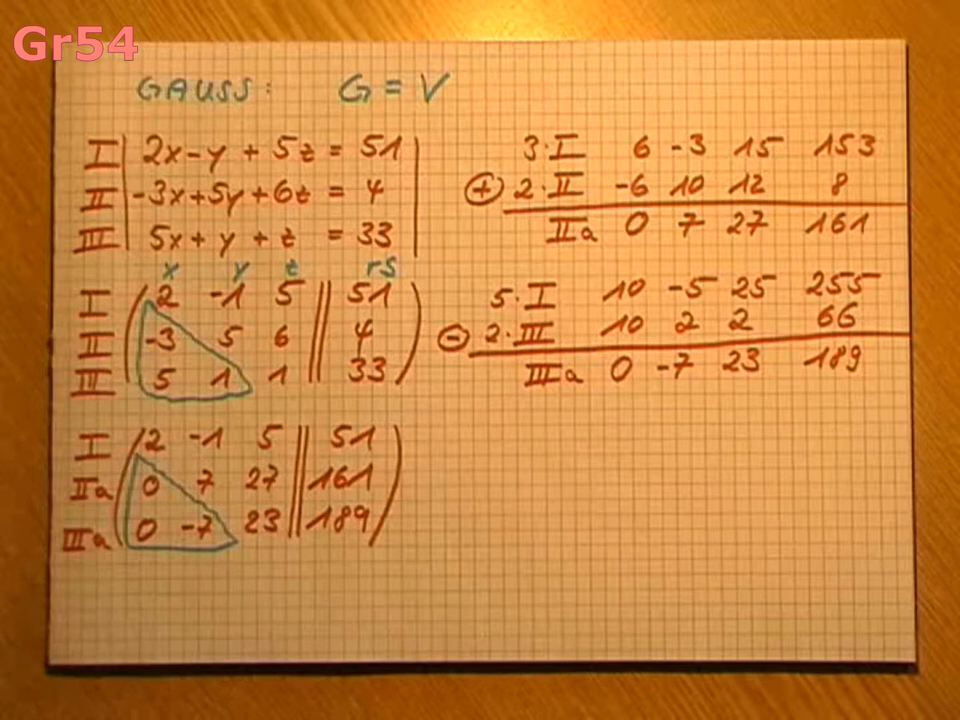 Gr54
GAUSS: G = V
I 2x - y + 5z = 51
II -3x + 5y + 6z = 4
III 5x + y + z = 33
x y z rS
I 2 -1 5 51
II -3 5 6 4
III 5 1 1 33
I 2 -1 5 51
IIa 0 7 27 161
IIIa 0 -7 23 189
3·I 6 -3 15 153
+ 2·II -6 10 12 8
IIa 0 7 27 161
5·I 10 -5 25 255
- 2·III 10 2 2 66
IIIa 0 -7 23 189